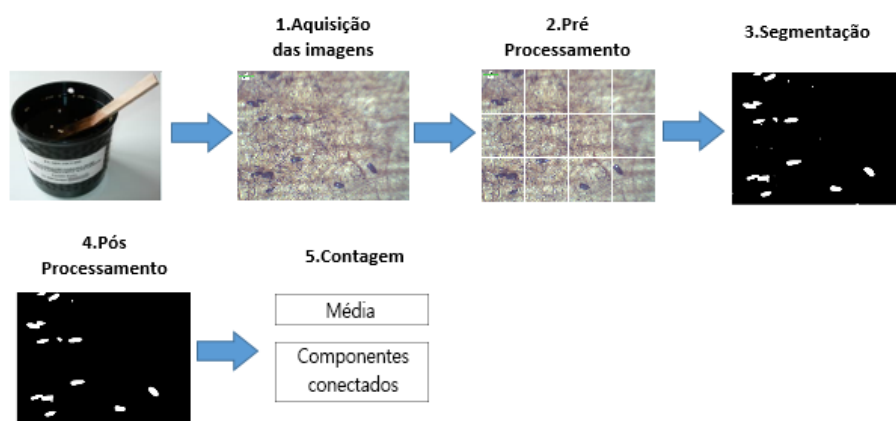 1.Aquisição
das imagens
2.Pré
Processamento
3.Segmentação
4.Pós
Processamento
5.Contagem
Média
Componentes
conectados